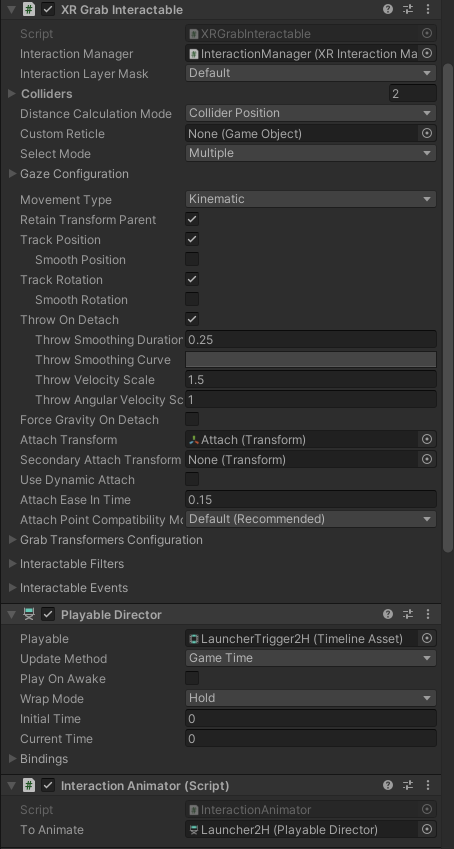 XR Grab Interactable
Script XRGrabInteractable
Interaction Manager InteractionManager (XR Interaction Ma
Interaction Layer Mask Default
Colliders 2
Distance Calculation Mode Collider Position
Custom Reticle None (Game Object)
Select Mode Multiple
Gaze Configuration
Movement Type Kinematic
Retain Transform Parent
Track Position
Smooth Position
Track Rotation
Smooth Rotation
Throw On Detach
Throw Smoothing Duration 0.25
Throw Smoothing Curve
Throw Velocity Scale 1.5
Throw Angular Velocity Sc 1
Force Gravity On Detach
Attach Transform Attach (Transform)
Secondary Attach Transform None (Transform)
Use Dynamic Attach
Attach Ease In Time 0.15
Attach Point Compatibility Mo Default (Recommended)
Grab Transformers Configuration
Interactable Filters
Interactable Events
Playable Director
Playable LauncherTrigger2H (Timeline Asset)
Update Method Game Time
Play On Awake
Wrap Mode Hold
Initial Time 0
Current Time 0
Bindings
Interaction Animator (Script)
Script InteractionAnimator
To Animate Launcher2H (Playable Director)